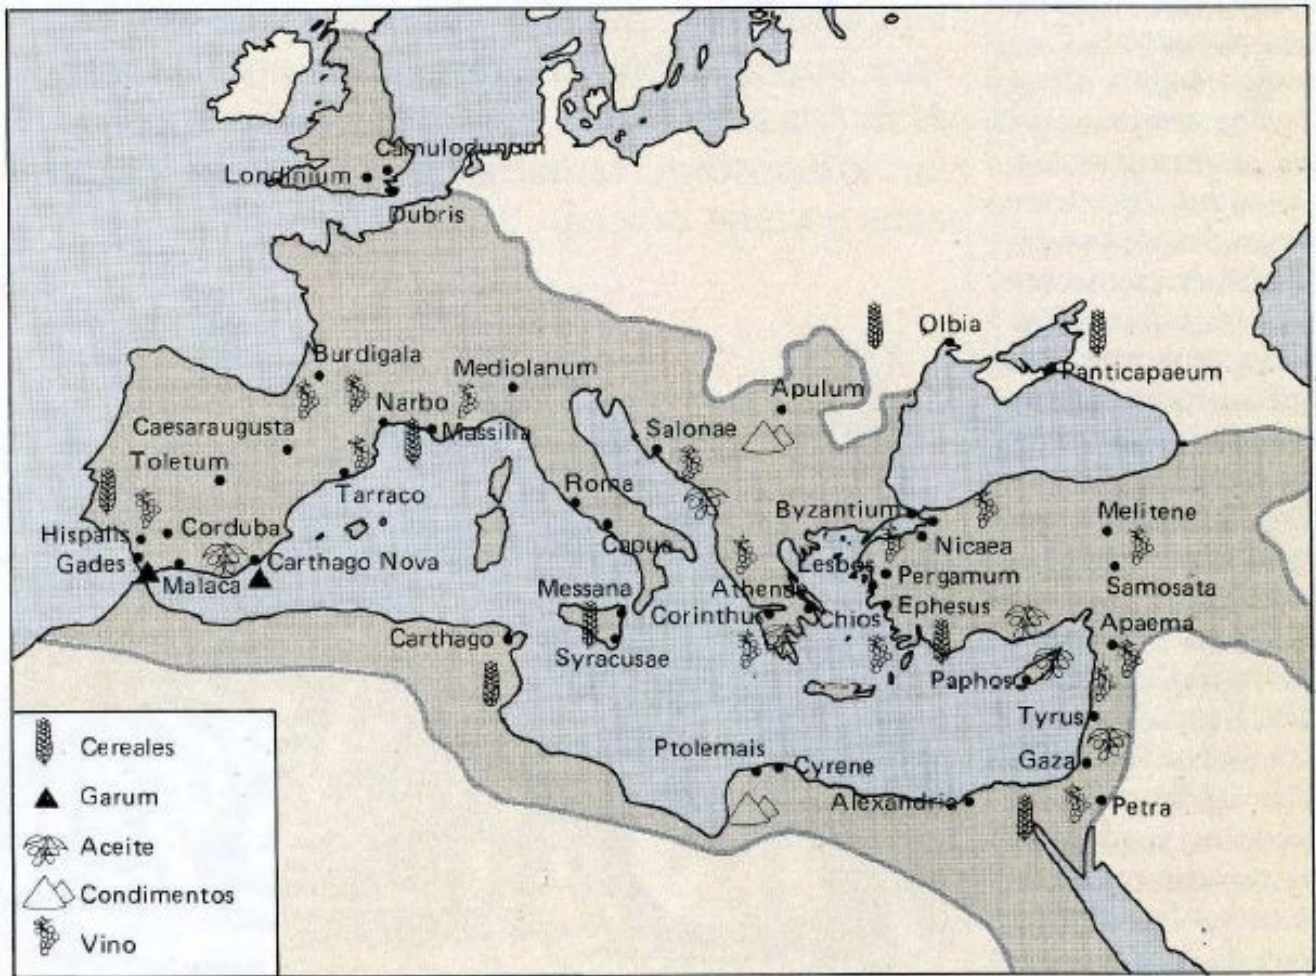 Camulodunum
Londinium
Dubris
Olbia
Burdigala
Mediolanum
Panticapaeum
Apulum
Narbo
Caesaraugusta
Massilia
Salonae
Toletum
Tarraco
Roma
Byzantium
Melitene
Hispalis
Corduba
Capua
Nicaea
Gades
Carthago Nova
Lesbos
Pergamum
Malaca
Messana
Athenae
Samosata
Corinthus
Chios
Ephesus
Carthago
Apaema
Syracusae
Paphos
Tyrus
Ptolemais
Cyrene
Gaza
Alexandria
Petra
Cereales
Garum
Aceite
Condimentos
Vino